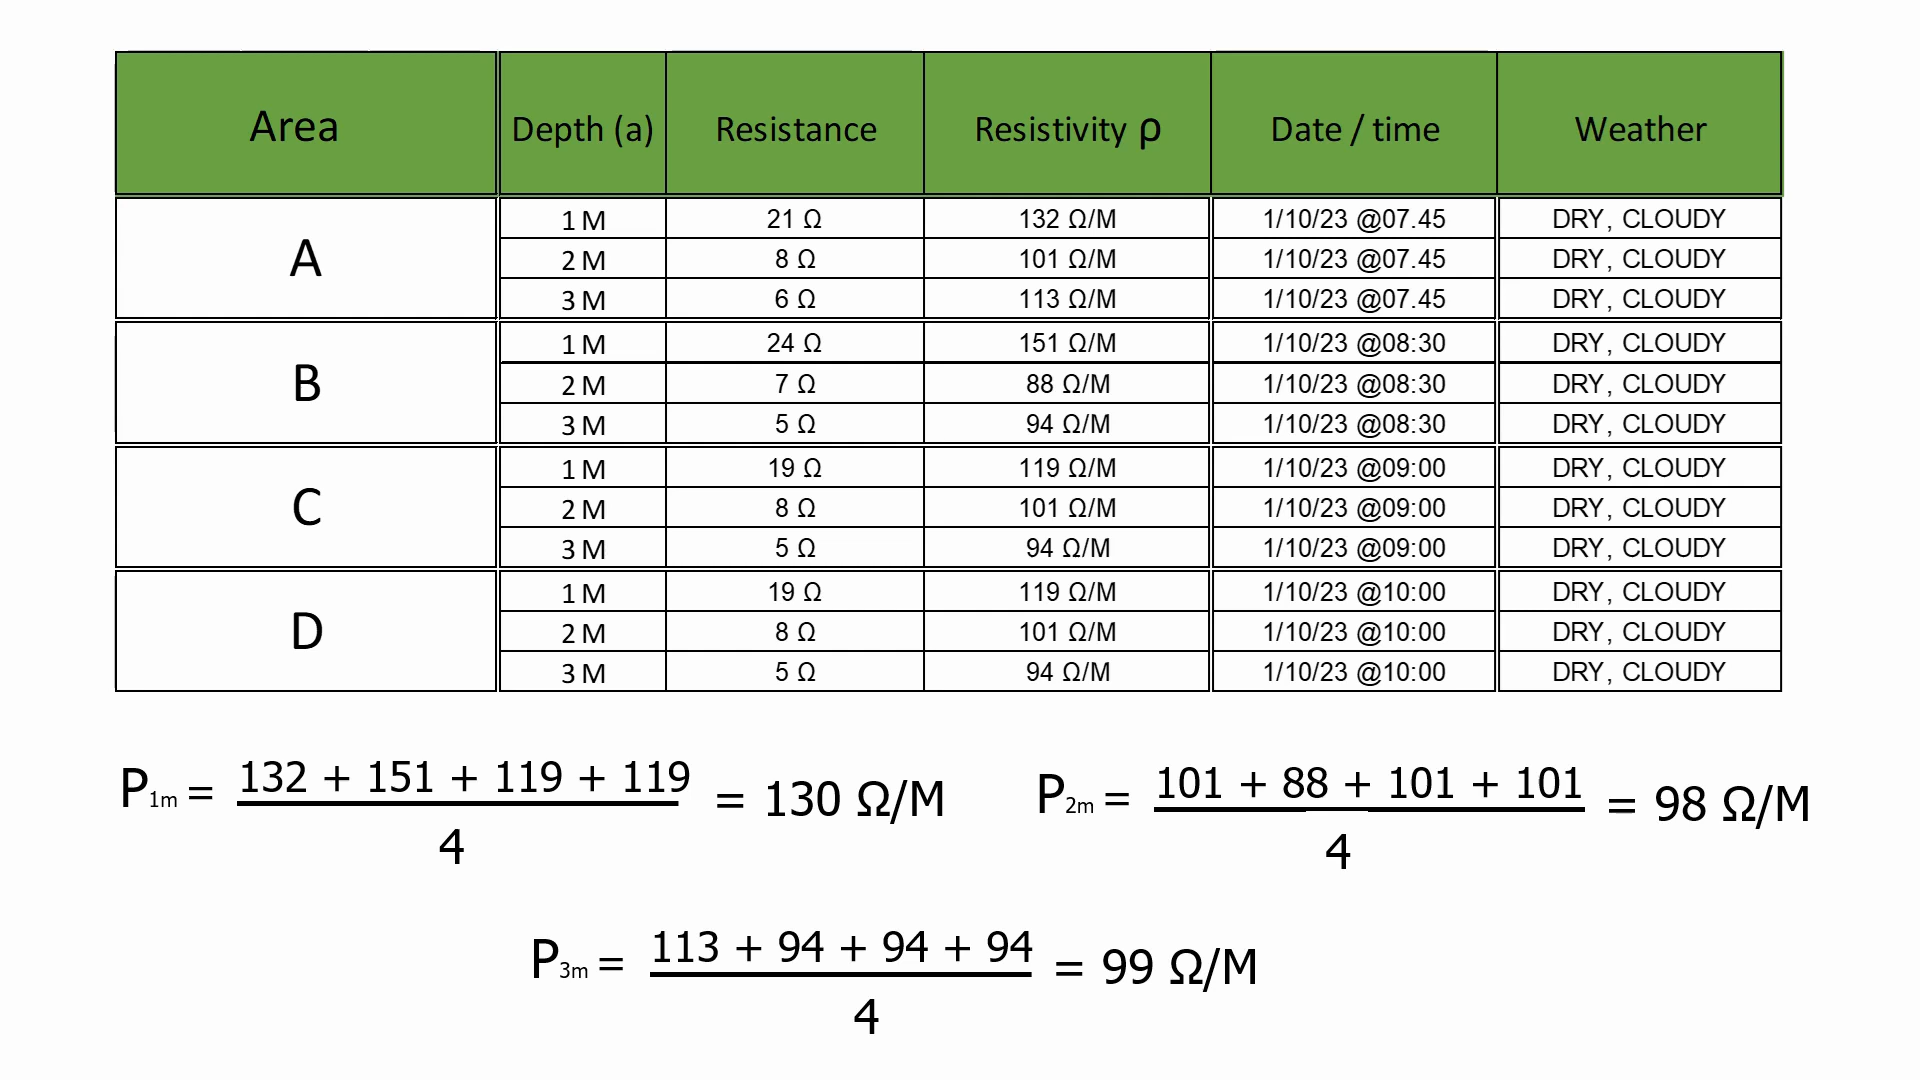 Area Depth (a) Resistance Resistivity ρ Date / time Weather
A
1 M 21 Ω 132 Ω/M 1/10/23 @07.45 DRY, CLOUDY
2 M 8 Ω 101 Ω/M 1/10/23 @07.45 DRY, CLOUDY
3 M 6 Ω 113 Ω/M 1/10/23 @07.45 DRY, CLOUDY
B
1 M 24 Ω 151 Ω/M 1/10/23 @08:30 DRY, CLOUDY
2 M 7 Ω 88 Ω/M 1/10/23 @08:30 DRY, CLOUDY
3 M 5 Ω 94 Ω/M 1/10/23 @08:30 DRY, CLOUDY
C
1 M 19 Ω 119 Ω/M 1/10/23 @09:00 DRY, CLOUDY
2 M 8 Ω 101 Ω/M 1/10/23 @09:00 DRY, CLOUDY
3 M 5 Ω 94 Ω/M 1/10/23 @09:00 DRY, CLOUDY
D
1 M 19 Ω 119 Ω/M 1/10/23 @10:00 DRY, CLOUDY
2 M 8 Ω 101 Ω/M 1/10/23 @10:00 DRY, CLOUDY
3 M 5 Ω 94 Ω/M 1/10/23 @10:00 DRY, CLOUDY
P1m = 132 + 151 + 119 + 119 = 130 Ω/M
4
P2m = 101 + 88 + 101 + 101 = 98 Ω/M
4
P3m = 113 + 94 + 94 + 94 = 99 Ω/M
4